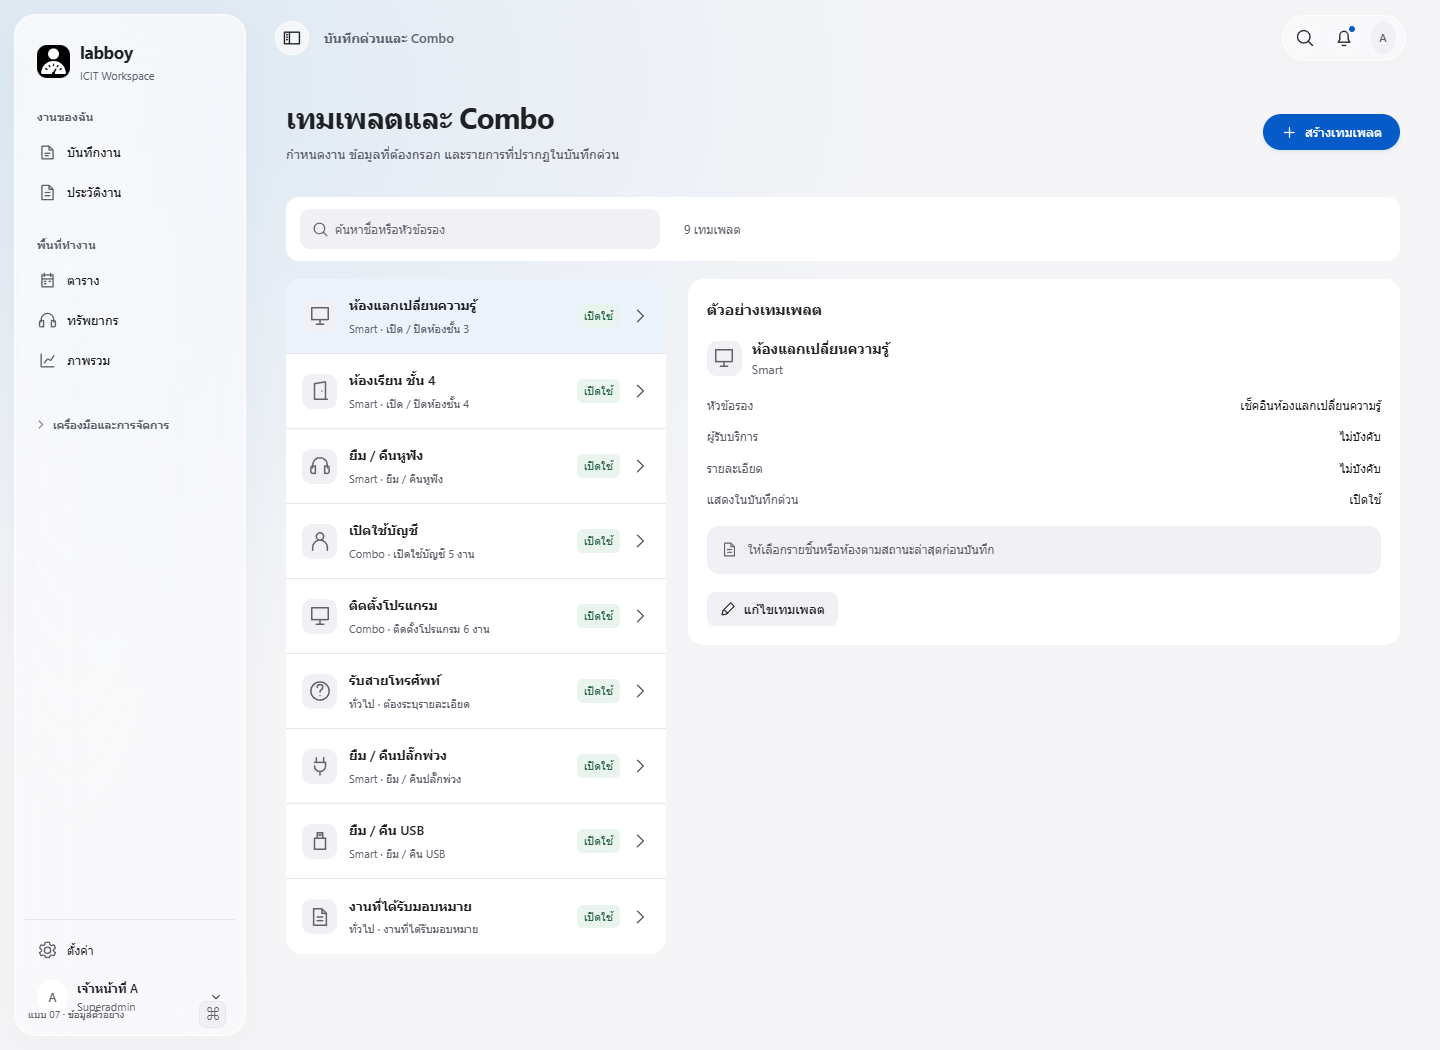 labboy
ICIT Workspace
งานของฉัน
บันทึกงาน
ประวัติงาน
พื้นที่ทำงาน
ตาราง
ทรัพยากร
ภาพรวม
เครื่องมือและการจัดการ
ตั้งค่า
A
เจ้าหน้าที่ A
Superadmin
แบบ 07 · ข้อมูลตัวอย่าง
⌘
บันทึกด่วนและ Combo
A
เทมเพลตและ Combo
กำหนดงาน ข้อมูลที่ต้องกรอก และรายการที่ปรากฏในบันทึกด่วน
สร้างเทมเพลต
ค้นหาชื่อหรือหัวข้อรอง
9 เทมเพลต
ห้องแลกเปลี่ยนความรู้
Smart · เปิด / ปิดห้องชั้น 3
เปิดใช้
ห้องเรียน ชั้น 4
Smart · เปิด / ปิดห้องชั้น 4
เปิดใช้
ยืม / คืนหูฟัง
Smart · ยืม / คืนหูฟัง
เปิดใช้
เปิดใช้บัญชี
Combo · เปิดใช้บัญชี 5 งาน
เปิดใช้
ติดตั้งโปรแกรม
Combo · ติดตั้งโปรแกรม 6 งาน
เปิดใช้
รับสายโทรศัพท์
ทั่วไป · ต้องระบุรายละเอียด
เปิดใช้
ยืม / คืนปลั๊กพ่วง
Smart · ยืม / คืนปลั๊กพ่วง
เปิดใช้
ยืม / คืน USB
Smart · ยืม / คืน USB
เปิดใช้
งานที่ได้รับมอบหมาย
ทั่วไป · งานที่ได้รับมอบหมาย
เปิดใช้
ตัวอย่างเทมเพลต
ห้องแลกเปลี่ยนความรู้
Smart
หัวข้อรอง เช็คอินห้องแลกเปลี่ยนความรู้
ผู้รับบริการ ไม่บังคับ
รายละเอียด ไม่บังคับ
แสดงในบันทึกด่วน เปิดใช้
ให้เลือกรายชิ้นหรือห้องตามสถานะล่าสุดก่อนบันทึก
แก้ไขเทมเพลต